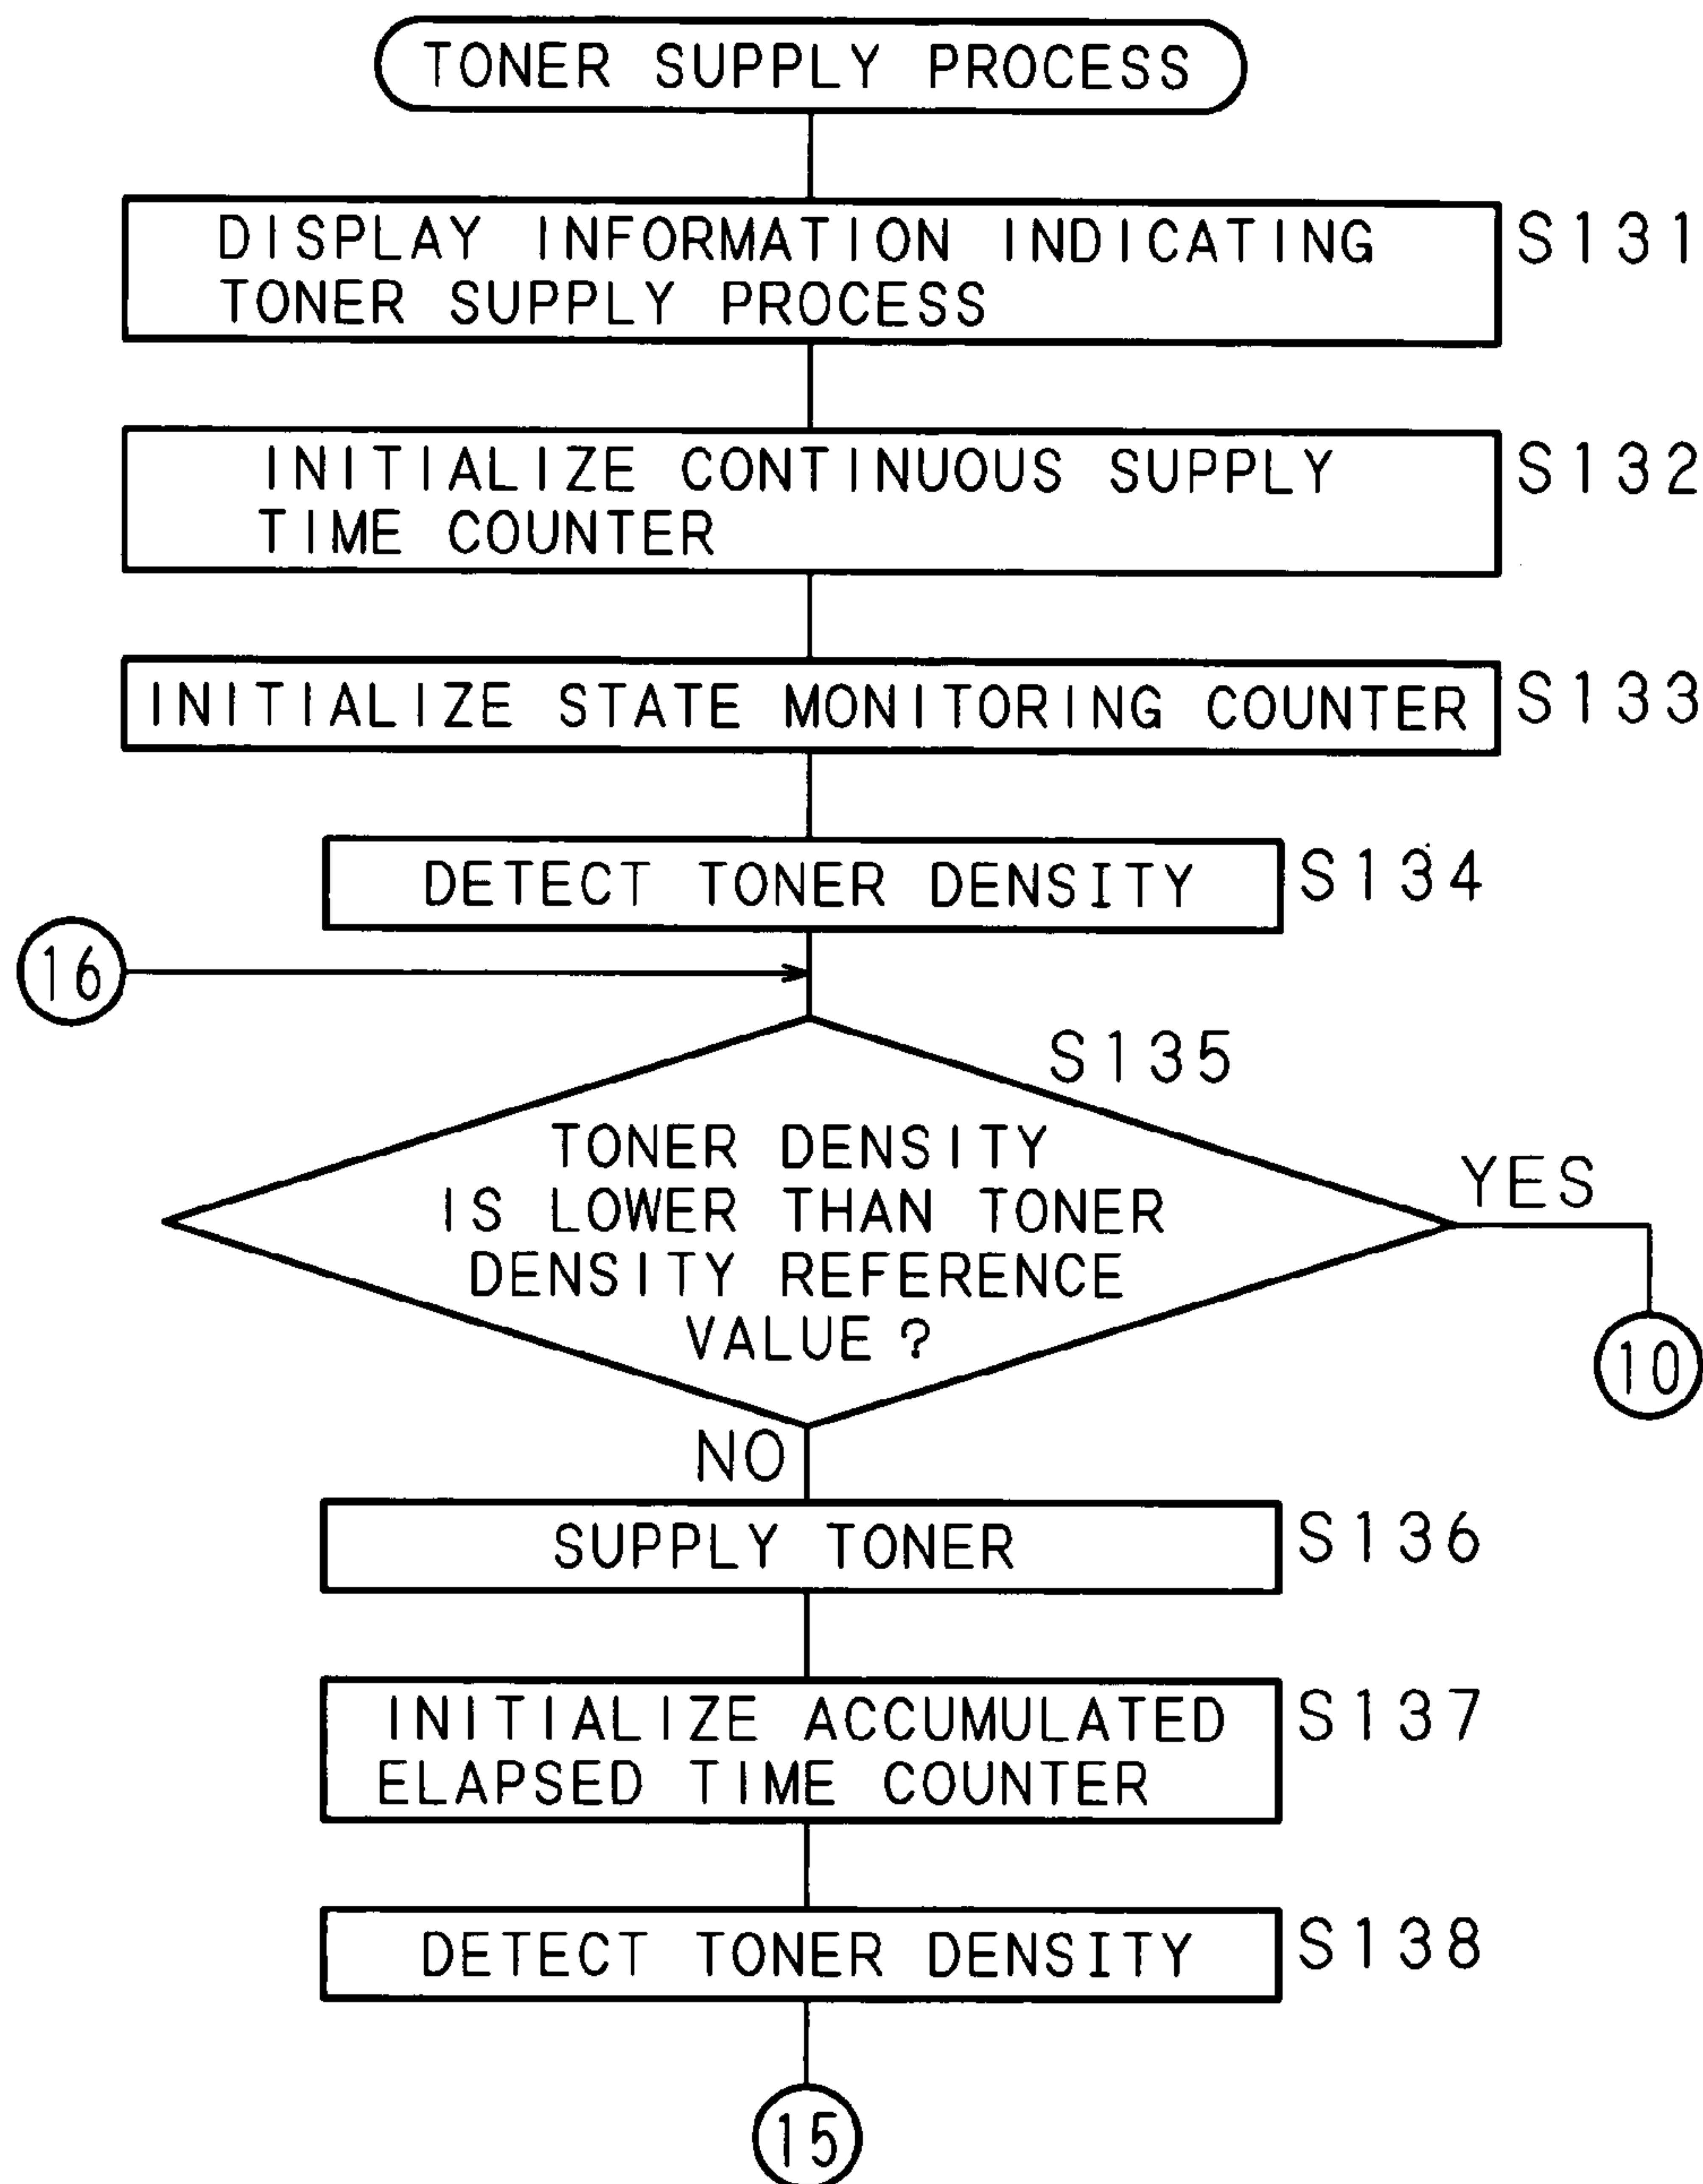 TONER SUPPLY PROCESS
DISPLAY INFORMATION INDICATING
TONER SUPPLY PROCESS
S131
INITIALIZE CONTINUOUS SUPPLY
TIME COUNTER
S132
INITIALIZE STATE MONITORING COUNTER
S133
DETECT TONER DENSITY
S134
16
S135
TONER DENSITY
IS LOWER THAN TONER
DENSITY REFERENCE
VALUE?
YES
10
NO
SUPPLY TONER
S136
INITIALIZE ACCUMULATED
ELAPSED TIME COUNTER
S137
DETECT TONER DENSITY
S138
15